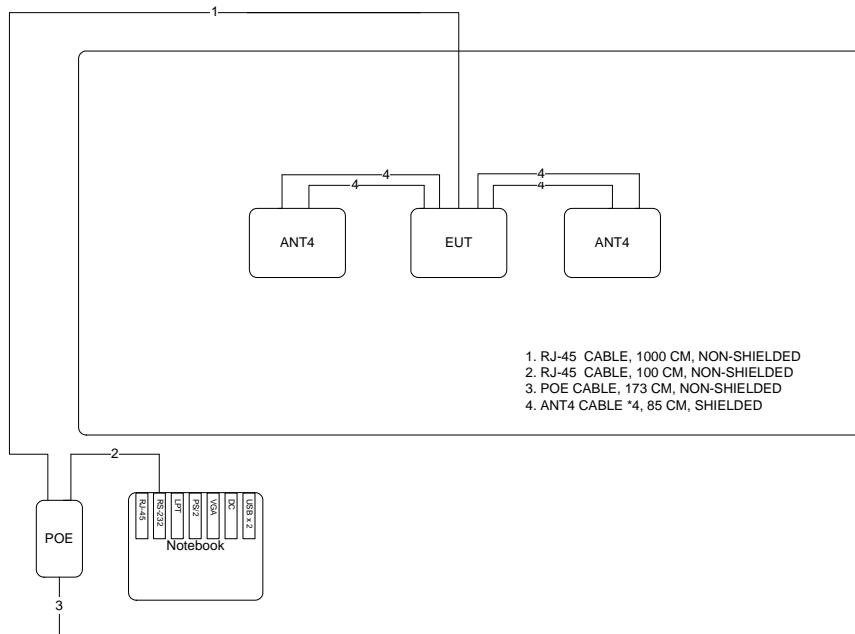 1
4
4
4
4
ANT4
EUT
ANT4
1. RJ-45 CABLE, 1000 CM, NON-SHIELDED
2. RJ-45 CABLE, 100 CM, NON-SHIELDED
3. POE CABLE, 173 CM, NON-SHIELDED
4. ANT4 CABLE *4, 85 CM, SHIELDED
2
RJ-45
RS-232
LPT
PS/2
VGA
DC
USB x 2
Notebook
POE
3